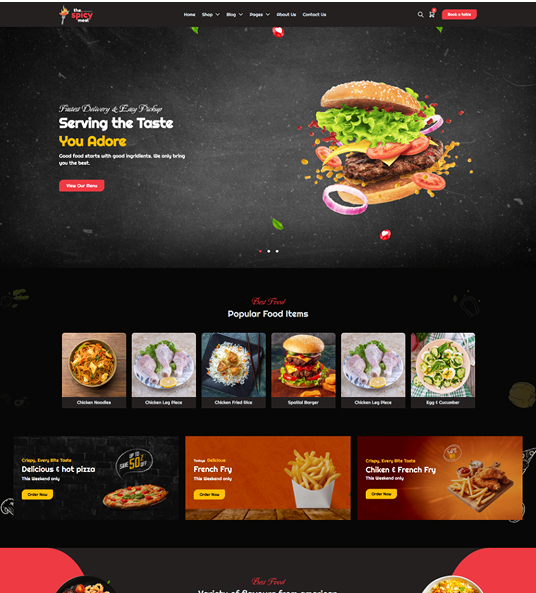 the
spicy
meat
Home Shop Blog Pages About Us Contact Us
Book a table
Fastest Delivery & Easy Pickup
Serving the Taste
You Adore
Good food starts with good ingridients. We only bring
you the best.
View Our Menu
Best Food
Popular Food Items
Chicken Noodles
Chicken Leg Piece
Chicken Fried Rice
Spatial Barger
Chicken Leg Piece
Egg & Cucumber
Crispy, Every Bite Taste
Delicious & hot pizza
This Weekend only
Order Now
UP TO
SAVE 50%
OFF
Todays Delicious
French Fry
This Weekend only
Order Now
Crispy, Every Bite Taste
Chiken & French Fry
This Weekend only
Order Now
Best Food
Variety of flavours from american